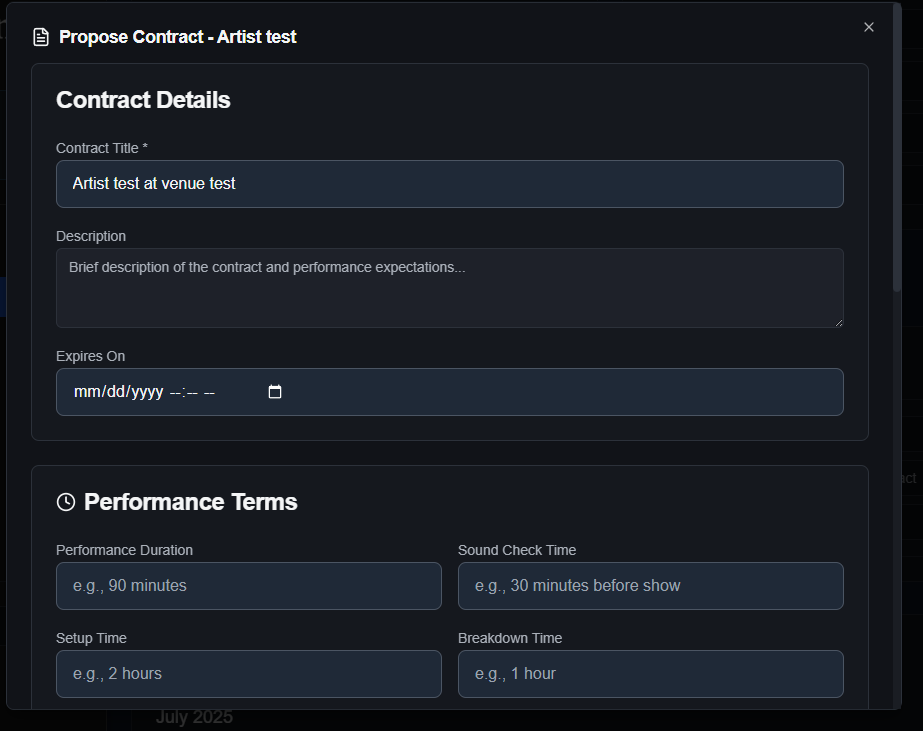 Propose Contract - Artist test
Contract Details
Contract Title *
Artist test at venue test
Description
Brief description of the contract and performance expectations...
Expires On
mm/dd/yyyy --:-- --
Performance Terms
Performance Duration
Sound Check Time
e.g., 90 minutes
e.g., 30 minutes before show
Setup Time
Breakdown Time
e.g., 2 hours
e.g., 1 hour
July 2025